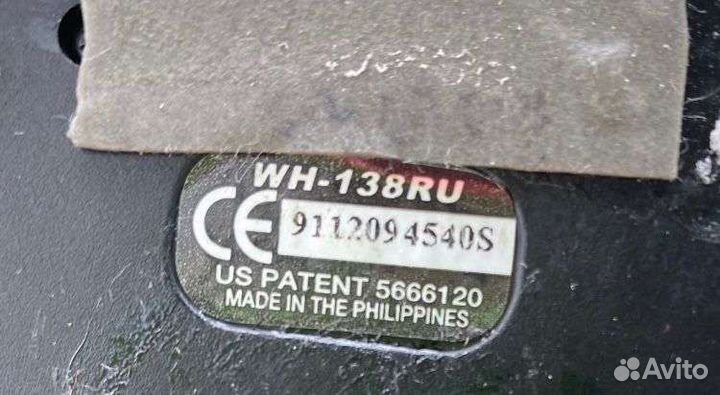 WH-138RU
CE
9112094540S
US PATENT 5666120
MADE IN THE PHILIPPINES
Avito